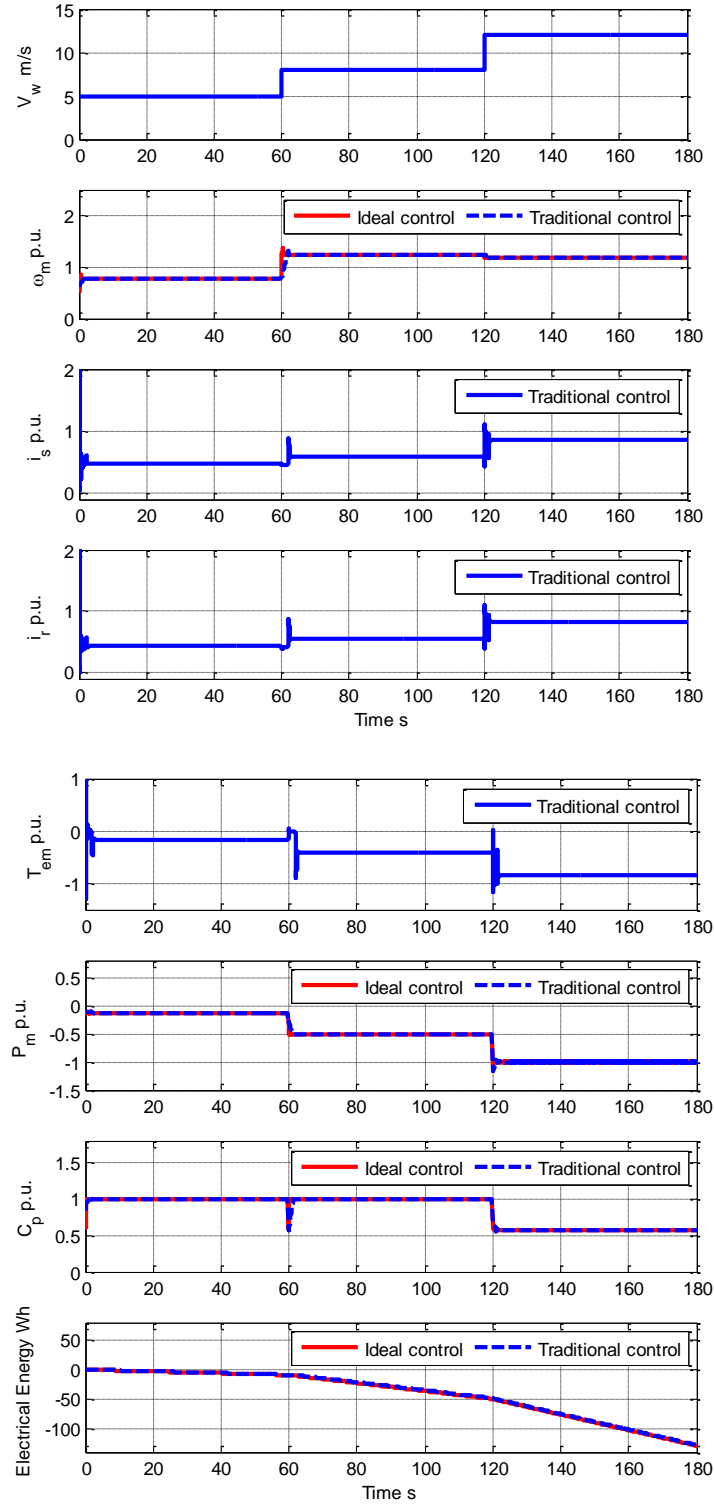 15
10
5
0
V_w m/s
0 20 40 60 80 100 120 140 160 180
2
1
0
ω_m p.u.
Ideal control Traditional control
0 20 40 60 80 100 120 140 160 180
2
1
0
i_s p.u.
Traditional control
0 20 40 60 80 100 120 140 160 180
2
1
0
i_r p.u.
Traditional control
0 20 40 60 80 100 120 140 160 180
Time s
1
0
-1
T_em p.u.
Traditional control
0 20 40 60 80 100 120 140 160 180
0.5
0
-0.5
-1
-1.5
P_m p.u.
Ideal control Traditional control
0 20 40 60 80 100 120 140 160 180
1.5
1
0.5
0
C_p p.u.
Ideal control Traditional control
0 20 40 60 80 100 120 140 160 180
50
0
-50
-100
Electrical Energy Wh
Ideal control Traditional control
0 20 40 60 80 100 120 140 160 180
Time s